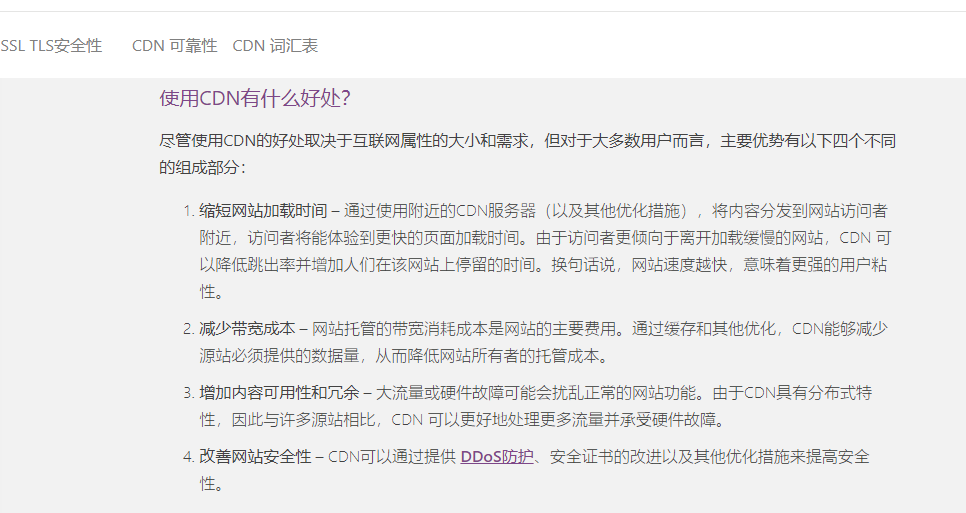 SSL TLS安全性 CDN 可靠性 CDN 词汇表
使用CDN有什么好处？
尽管使用CDN的好处取决于互联网属性的大小和需求，但对于大多数用户而言，主要优势有以下四个不同
的组成部分：
1. 缩短网站加载时间 – 通过使用附近的CDN服务器（以及其他优化措施），将内容分发到网站访问者
附近，访问者将能体验到更快的页面加载时间。由于访问者更倾向于离开加载缓慢的网站，CDN 可
以降低跳出率并增加人们在该网站上停留的时间。换句话说，网站速度越快，意味着更强的用户粘
性。
2. 减少带宽成本 – 网站托管的带宽消耗成本是网站的主要费用。通过缓存和其他优化，CDN能够减少
源站必须提供的数据量，从而降低网站所有者的托管成本。
3. 增加内容可用性和冗余 – 大流量或硬件故障可能会扰乱正常的网站功能。由于CDN具有分布式特
性，因此与许多源站相比，CDN 可以更好地处理更多流量并承受硬件故障。
4. 改善网站安全性 – CDN可以通过提供 DDoS防护、安全证书的改进以及其他优化措施来提高安全
性。